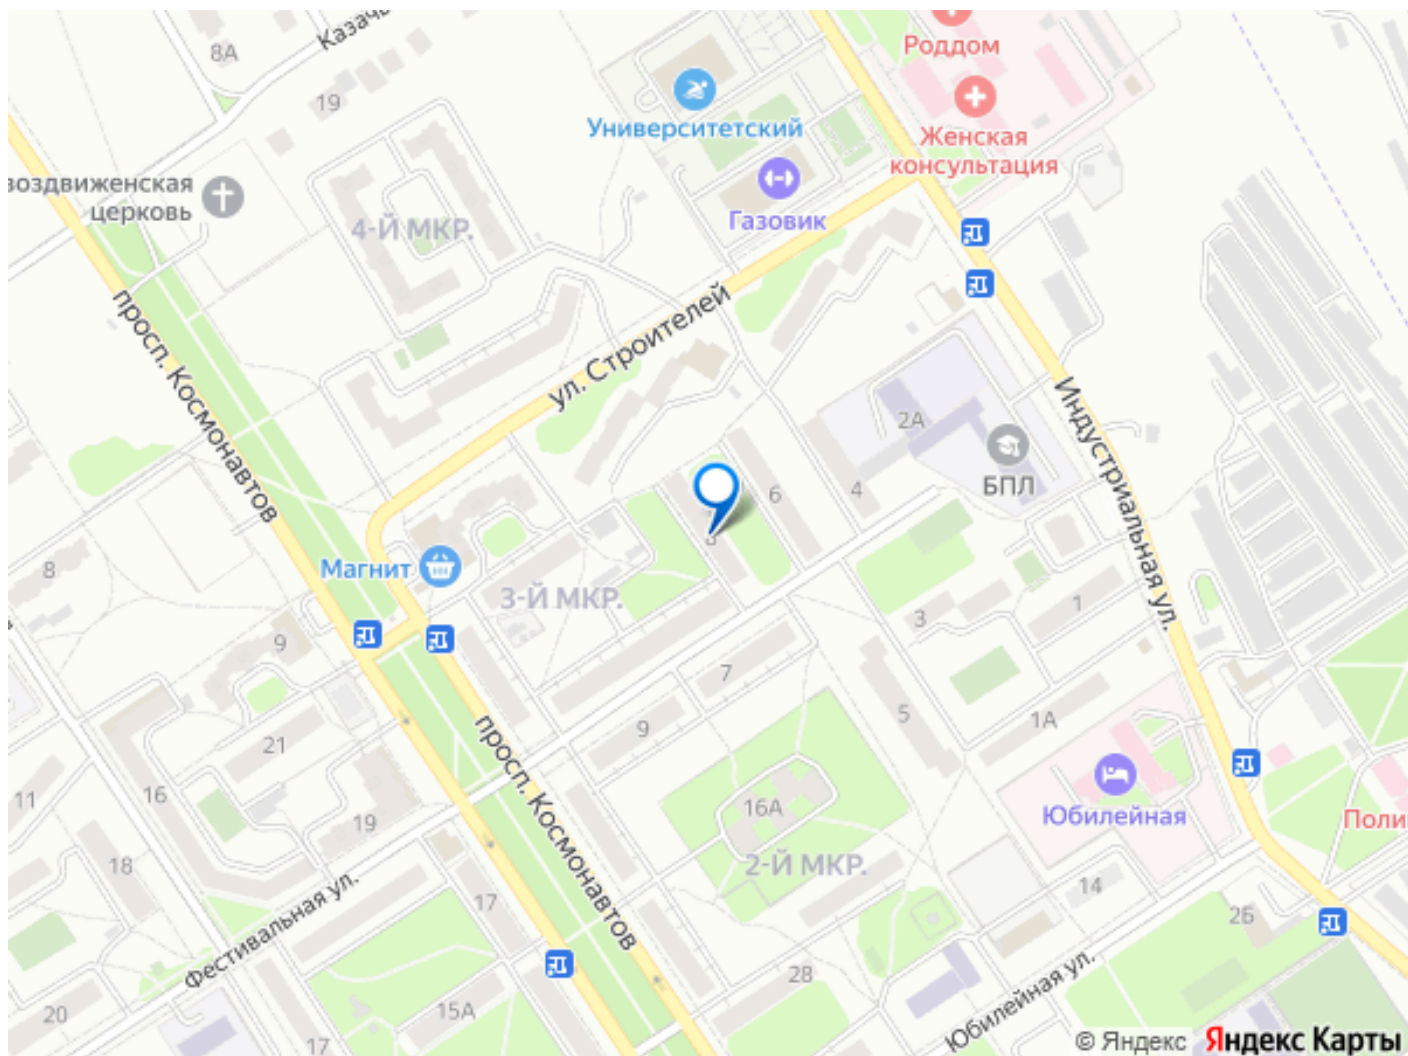 Казачь
8А
19
Роддом
Женская
консультация
Университетский
Газовик
воздвиженская
церковь
4-Й МКР.
просп. Космонавтов
ул. Строителей
Индустриальная ул.
2А
БПЛ
6
4
8
Магнит
3-Й МКР.
9
3
1
7
5
1А
9
21
16
11
19
18
просп. Космонавтов
16А
2-Й МКР.
Юбилейная
Поли
14
2Б
17
Фестивальная ул.
28
Юбилейная ул.
20
15А
17
© Яндекс Яндекс Карты